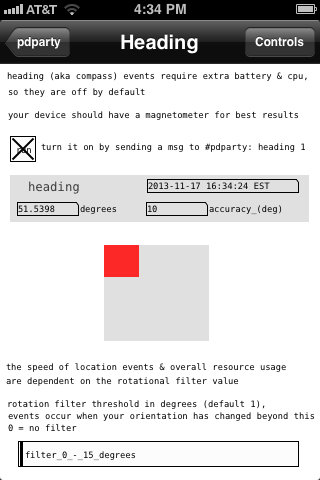 AT&T 4:34 PM
pdparty Heading Controls
heading (aka compass) events require extra battery & cpu,
so they are off by default
your device should have a magnetometer for best results
turn it on by sending a msg to #pdparty: heading 1
heading 2013-11-17 16:34:24 EST
51.5398 degrees 10 accuracy_(deg)
the speed of location events & overall resource usage
are dependent on the rotational filter value
rotation filter threshold in degrees (default 1),
events occur when your orientation has changed beyond this
0 = no filter
filter_0_-_15_degrees